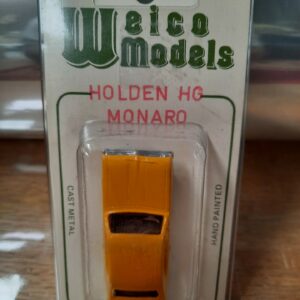 Weico
Models
HOLDEN HG
MONARO
CAST METAL
HAND PAINTED